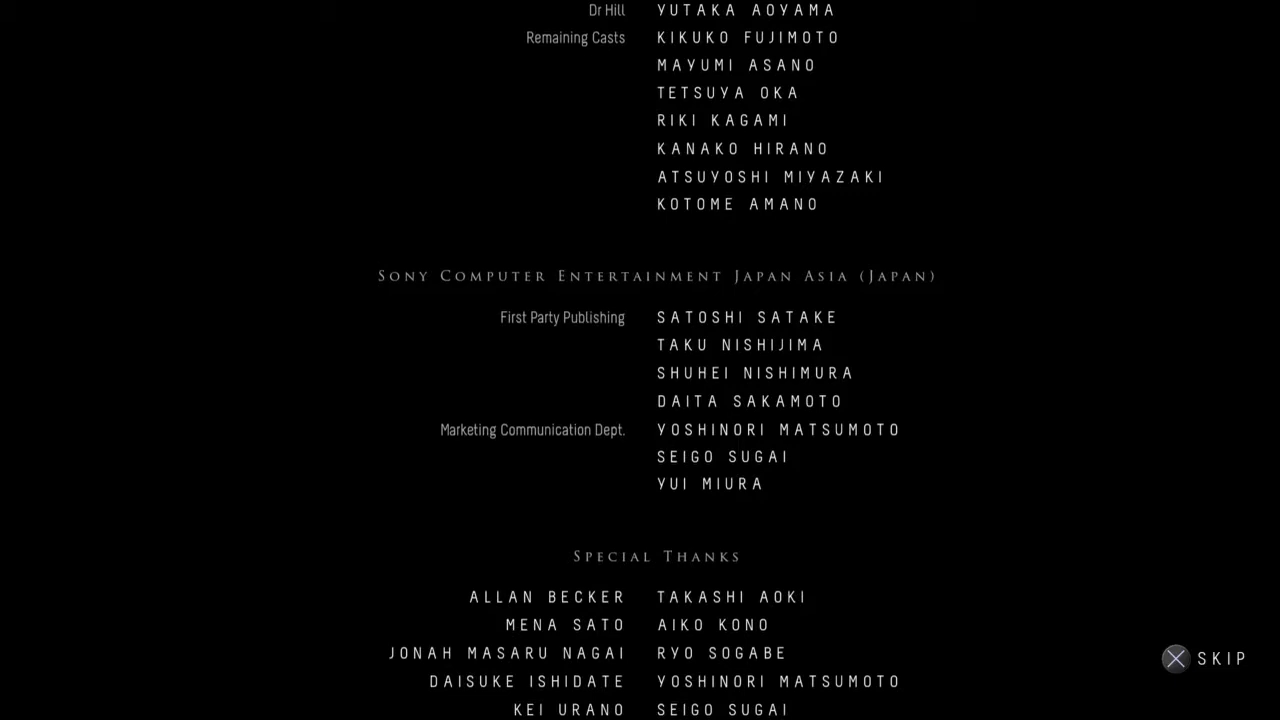 Dr Hill YUTAKA AOYAMA
Remaining Casts KIKUKO FUJIMOTO
MAYUMI ASANO
TETSUYA OKA
RIKI KAGAMI
KANAKO HIRANO
ATSUYOSHI MIYAZAKI
KOTOME AMANO
SONY COMPUTER ENTERTAINMENT JAPAN ASIA (JAPAN)
First Party Publishing SATOSHI SATAKE
TAKU NISHIJIMA
SHUHEI NISHIMURA
DAITA SAKAMOTO
Marketing Communication Dept. YOSHINORI MATSUMOTO
SEIGO SUGAI
YUI MIURA
SPECIAL THANKS
ALLAN BECKER TAKASHI AOKI
MENA SATO AIKO KONO
JONAH MASARU NAGAI RYO SOGABE
SKIP
DAISUKE ISHIDATE YOSHINORI MATSUMOTO
KEI URANO SEIGO SUGAI